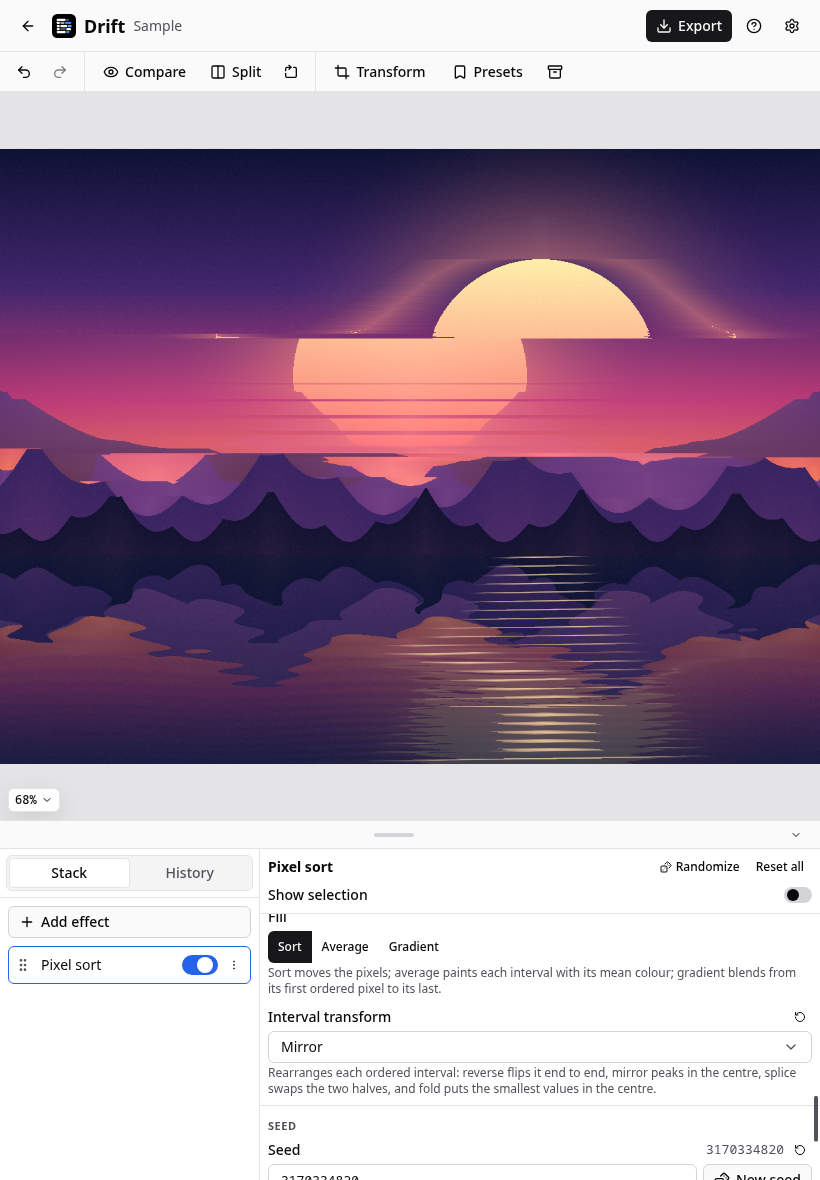 Drift Sample
Export
Compare Split Transform Presets
68%
Stack History
Add effect
Pixel sort
Pixel sort
Randomize Reset all
Show selection
Fill
Sort Average Gradient
Sort moves the pixels; average paints each interval with its mean colour; gradient blends from
its first ordered pixel to its last.
Interval transform
Mirror
Rearranges each ordered interval: reverse flips it end to end, mirror peaks in the centre, splice
swaps the two halves, and fold puts the smallest values in the centre.
SEED
Seed 3170334820
3170334820 New seed